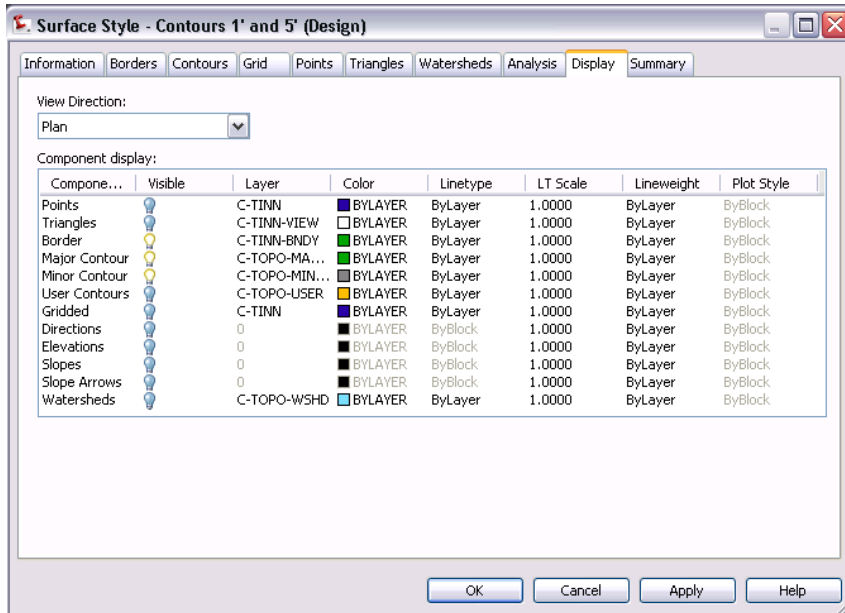 Surface Style - Contours 1' and 5' (Design)
Information Borders Contours Grid Points Triangles Watersheds Analysis Display Summary
View Direction:
Plan
Component display:
Compone... Visible Layer Color Linetype LT Scale Lineweight Plot Style
Points C-TINN BYLAYER ByLayer 1.0000 ByLayer ByBlock
Triangles C-TINN-VIEW BYLAYER ByLayer 1.0000 ByLayer ByBlock
Border C-TINN-BNDY BYLAYER ByLayer 1.0000 ByLayer ByBlock
Major Contour C-TOPO-MA... BYLAYER ByLayer 1.0000 ByLayer ByBlock
Minor Contour C-TOPO-MIN... BYLAYER ByLayer 1.0000 ByLayer ByBlock
User Contours C-TOPO-USER BYLAYER ByLayer 1.0000 ByLayer ByBlock
Gridded C-TINN BYLAYER ByLayer 1.0000 ByLayer ByBlock
Directions 0 BYLAYER ByBlock 1.0000 ByLayer ByBlock
Elevations 0 BYLAYER ByBlock 1.0000 ByLayer ByBlock
Slopes 0 BYLAYER ByBlock 1.0000 ByLayer ByBlock
Slope Arrows 0 BYLAYER ByBlock 1.0000 ByLayer ByBlock
Watersheds C-TOPO-WSHD BYLAYER ByLayer 1.0000 ByLayer ByBlock
OK Cancel Apply Help